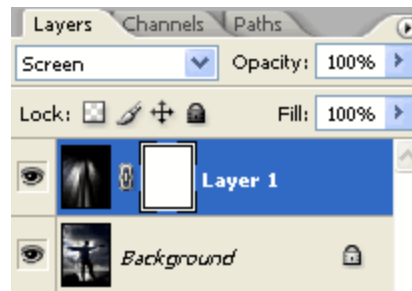 Layers Channels Paths
Screen Opacity: 100%
Lock: Fill: 100%
Layer 1
Background